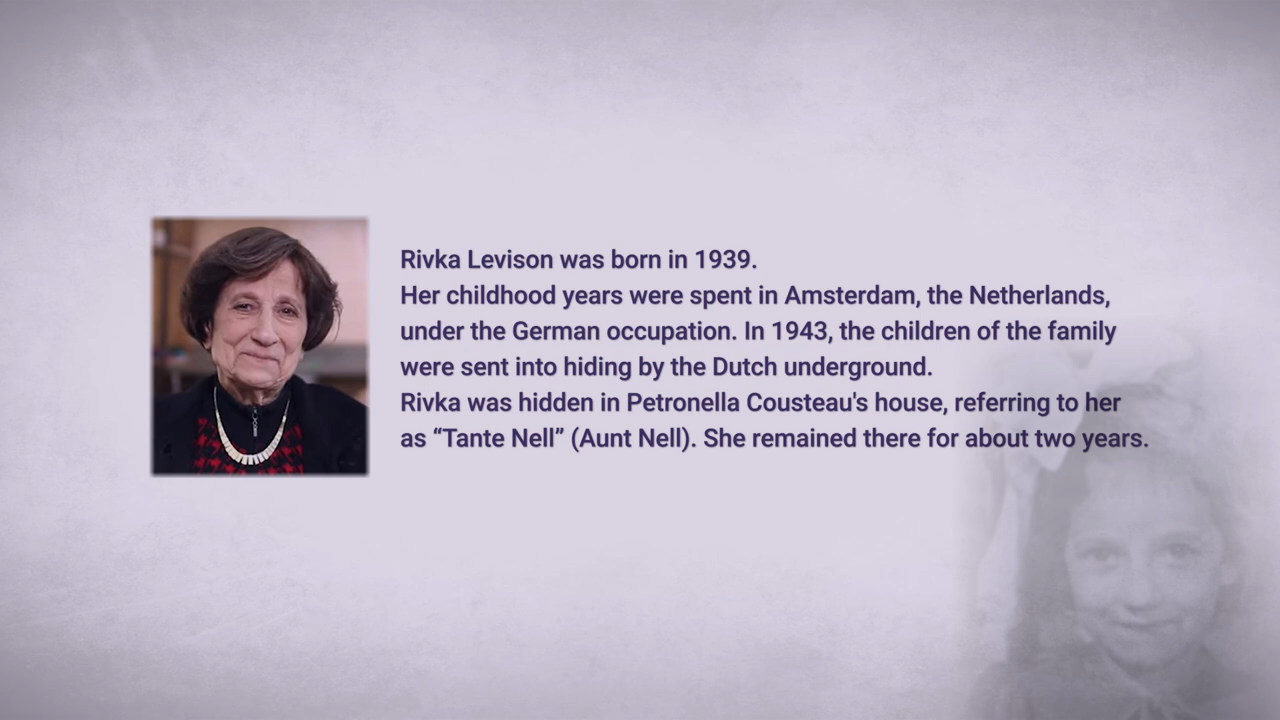 Rivka Levison was born in 1939.
Her childhood years were spent in Amsterdam, the Netherlands,
under the German occupation. In 1943, the children of the family
were sent into hiding by the Dutch underground.
Rivka was hidden in Petronella Cousteau's house, referring to her
as “Tante Nell” (Aunt Nell). She remained there for about two years.